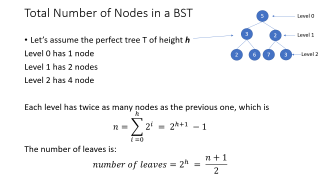 Total Number of Nodes in a BST
• Let's assume the perfect tree T of height h
Level 0 has 1 node
Level 1 has 2 nodes
Level 2 has 4 node
5
Level 0
3
2
Level 1
2
6
7
3
Level 2
Each level has twice as many nodes as the previous one, which is
n = ∑_{i=0}^{h} 2^i = 2^{h+1} − 1
The number of leaves is:
number of leaves = 2^h = (n + 1)/2